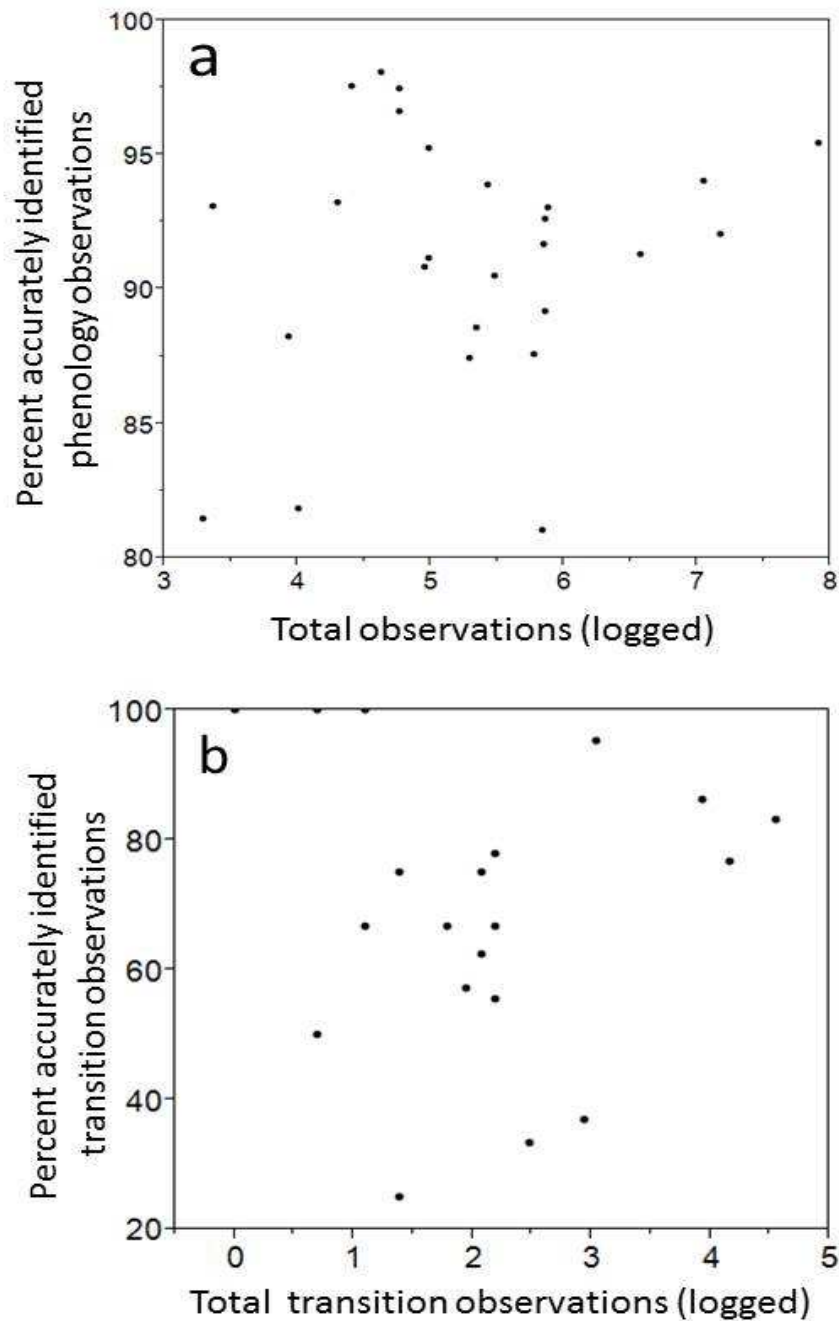 a
Percent accurately identified
phenology observations
100
95
90
85
80
3 4 5 6 7 8
Total observations (logged)
b
Percent accurately identified
transition observations
100
80
60
40
20
0 1 2 3 4 5
Total transition observations (logged)